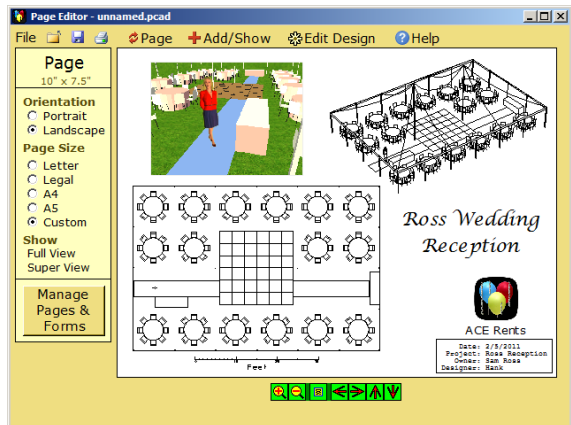 Page Editor - unnamed.pcad
File Page Add/Show Edit Design Help
Page
10" x 7.5"
Orientation
Portrait
Landscape
Page Size
Letter
Legal
A4
A5
Custom
Show
Full View
Super View
Manage
Pages &
Forms
Ross Wedding
Reception
ACE Rents
Date: 2/5/2011
Project: Ross Reception
Owner: Sam Ross
Designer: Hank
Feet